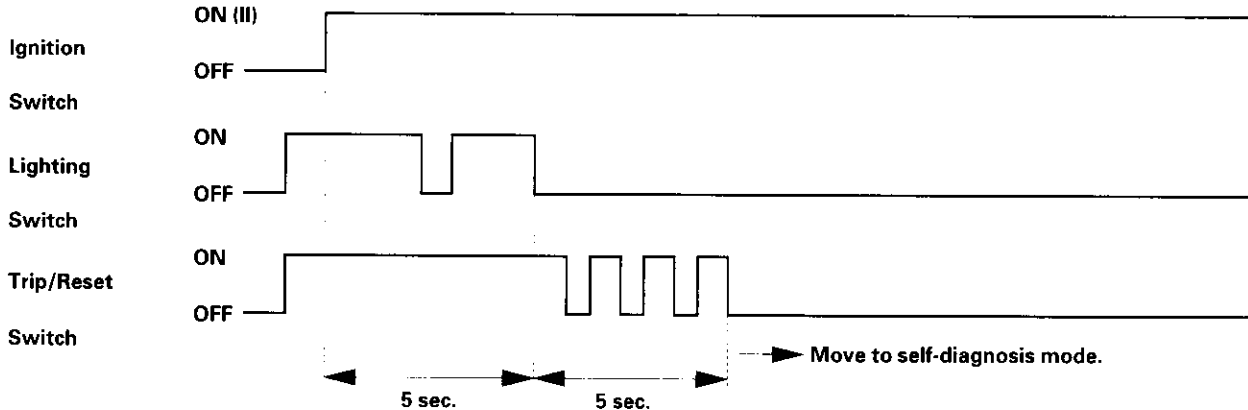 ON (II)
Ignition
OFF
Switch
ON
Lighting
OFF
Switch
ON
Trip/Reset
OFF
Switch
Move to self-diagnosis mode.
5 sec.
5 sec.